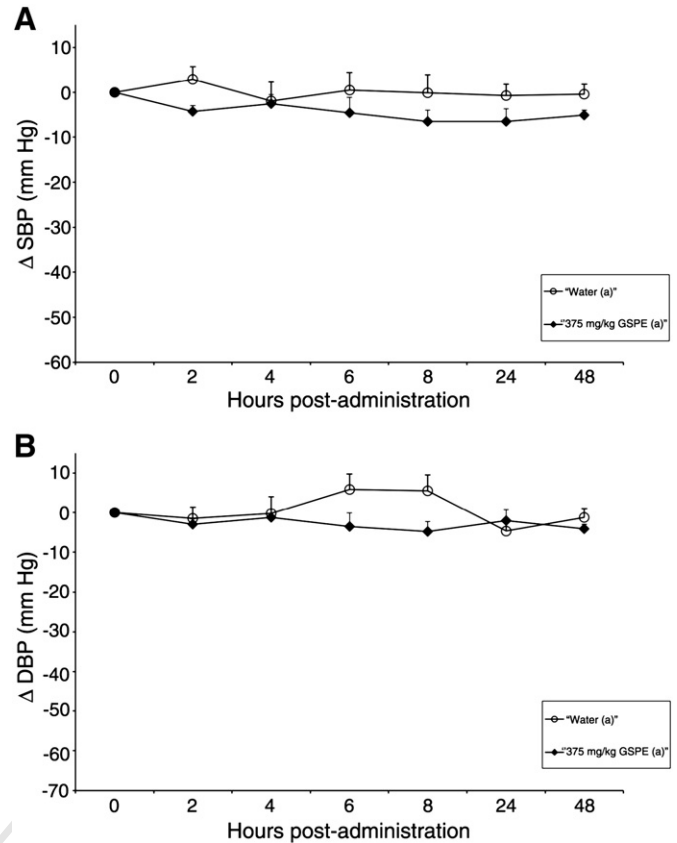 A
10
0
-10
-20
-30
-40
-50
-60
Δ SBP (mm Hg)
"Water (a)"
"375 mg/kg GSPE (a)"
0 2 4 6 8 24 48
Hours post-administration
B
10
0
-10
-20
-30
-40
-50
-60
-70
Δ DBP (mm Hg)
"Water (a)"
"375 mg/kg GSPE (a)"
0 2 4 6 8 24 48
Hours post-administration